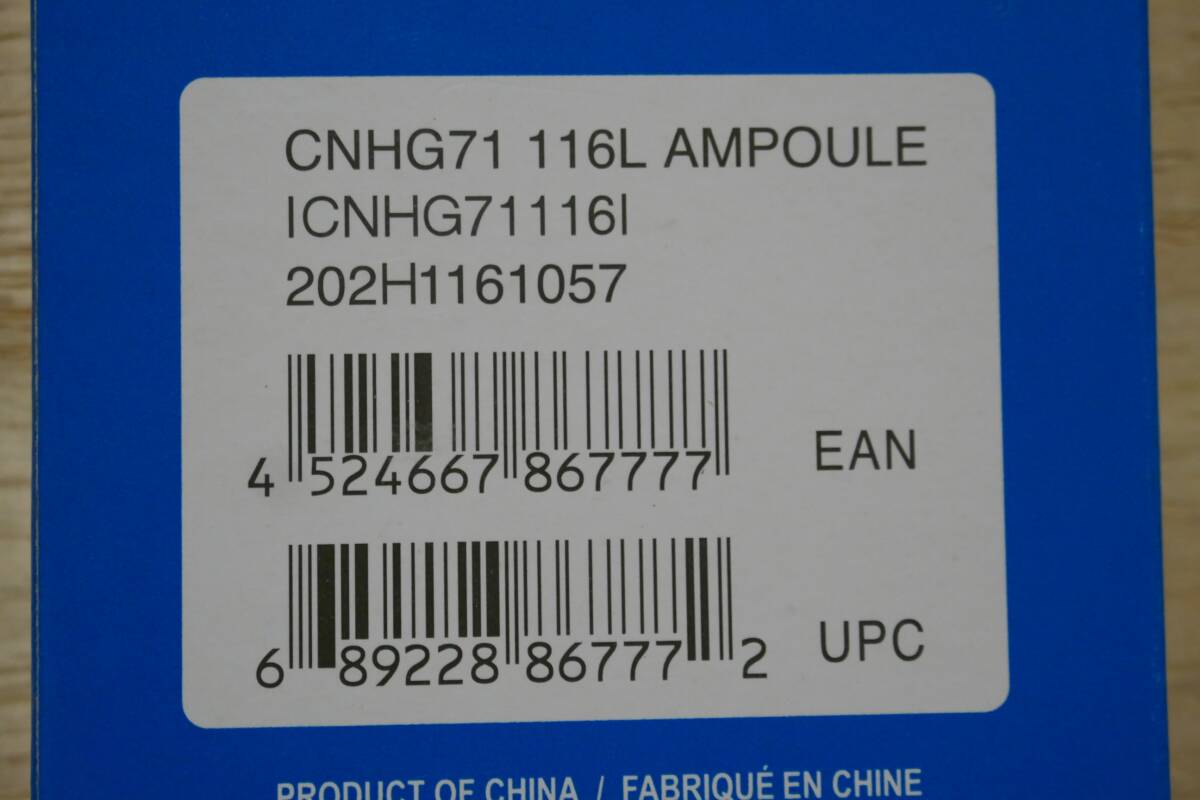 CNHG71 116L AMPOULE
ICNHG71116I
202H1161057
4 524667 867777
EAN
6 89228 86777 2
UPC
PRODUCT OF CHINA / FABRIQUÉ EN CHINE